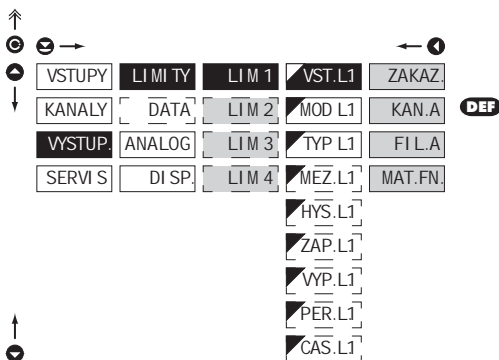 VSTUPY LIMITY LIM 1 VST.L1 ZAKAZ.
KANALY DATA LIM 2 MOD L1 KAN.A DEF
VYSTUP. ANALOG LIM 3 TYP L1 FIL.A
SERVIS DISP. LIM 4 MEZ.L1 MAT.FN.
HYS.L1
ZAP.L1
VYP.L1
PER.L1
CAS.L1